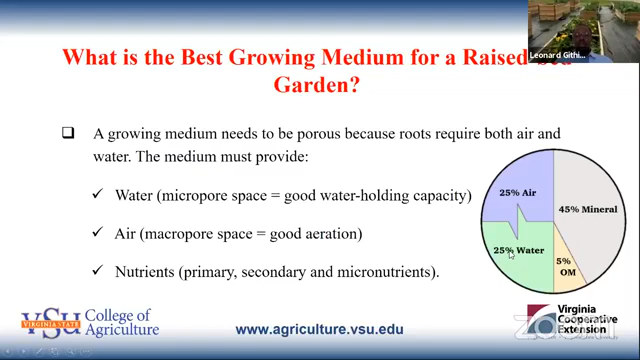 Leonard Githi...
What is the Best Growing Medium for a Raised-bed
Garden?
A growing medium needs to be porous because roots require both air and
water. The medium must provide:
Water (micropore space = good water-holding capacity)
Air (macropore space = good aeration)
Nutrients (primary, secondary and micronutrients).
25% Air
45% Mineral
25% Water
5%
OM
VSU
VIRGINIA STATE
College of
Agriculture
www.agriculture.vsu.edu
Virginia
Cooperative
Extension
zoom